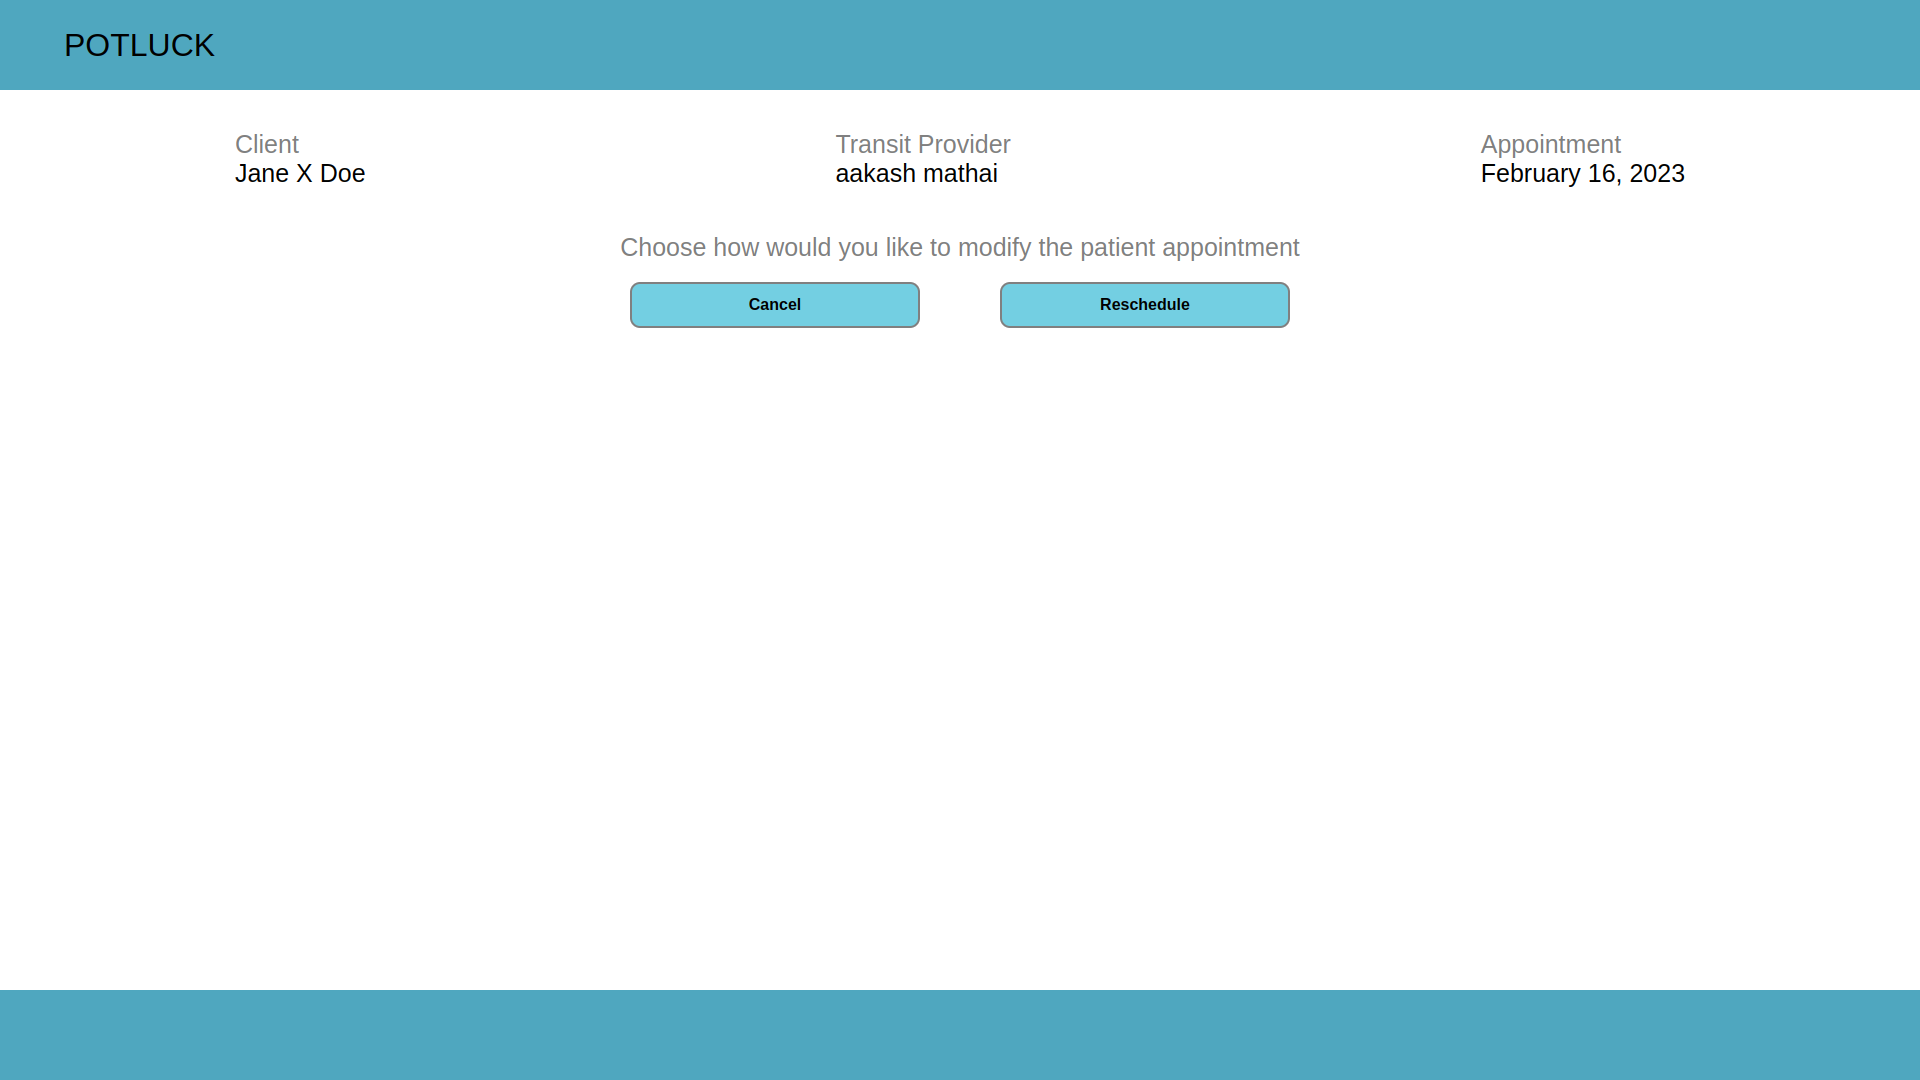 POTLUCK
Client
Jane X Doe
Transit Provider
aakash mathai
Appointment
February 16, 2023
Choose how would you like to modify the patient appointment
Cancel
Reschedule